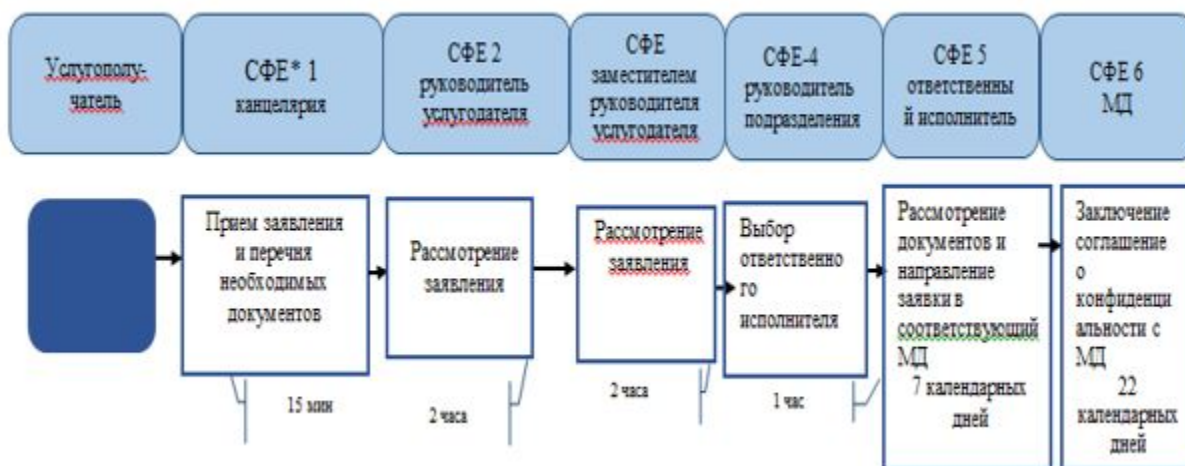 Услугополу-
чатель
СФЕ* 1
канцелярия
СФЕ 2
руководитель
услугодателя
СФЕ
заместителем
руководителя
услугодателя
СФЕ-4
руководитель
подразделения
СФЕ 5
ответственны
й исполнитель
СФЕ 6
МД
Прием заявления
и перечня
необходимых
документов
15 мин
Рассмотрение
заявления
2 часа
Рассмотрение
заявления
2 часа
Выбор
ответственно
го
исполнителя
1 час
Рассмотрение
документов и
направление
заявки в
соответствующий
МД
7 календарных
дней
Заключение
соглашение
о
конфиденци
альности с
МД
22
календарных
дней